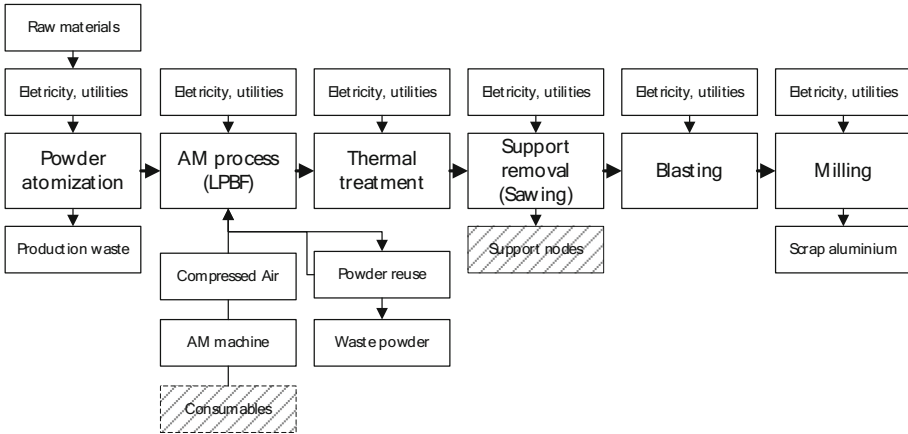 Raw materials
Eletricity, utilities
Eletricity, utilities
Eletricity, utilities
Eletricity, utilities
Eletricity, utilities
Eletricity, utilities
Powder
atomization
AM process
(LPBF)
Thermal
treatment
Support
removal
(Sawing)
Blasting
Milling
Production waste
Support nodes
Scrap aluminium
Compressed Air
Powder reuse
AM machine
Waste powder
Consumables